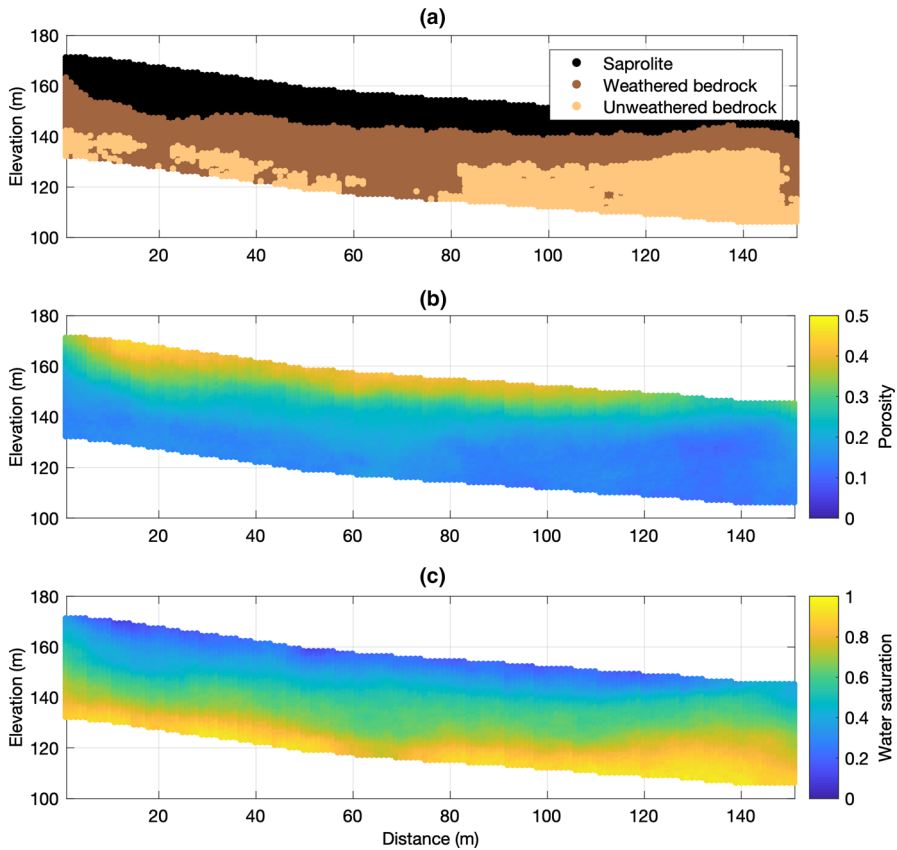 (a)
180
160
140
120
100
Elevation (m)
Saprolite
Weathered bedrock
Unweathered bedrock
20 40 60 80 100 120 140
(b)
180
160
140
120
100
Elevation (m)
20 40 60 80 100 120 140
0.5
0.4
0.3
0.2
0.1
0
Porosity
(c)
180
160
140
120
100
Elevation (m)
20 40 60 80 100 120 140
Distance (m)
1
0.8
0.6
0.4
0.2
0
Water saturation